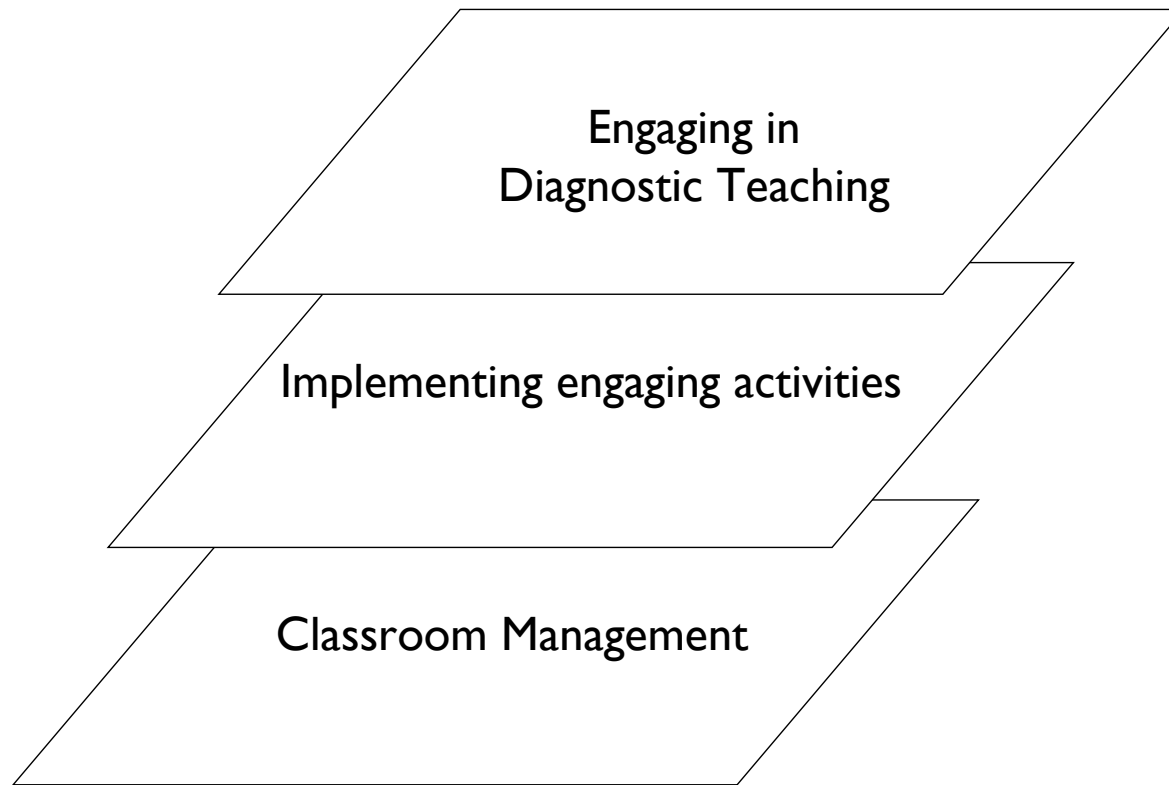 Engaging in
Diagnostic Teaching
Implementing engaging activities
Classroom Management